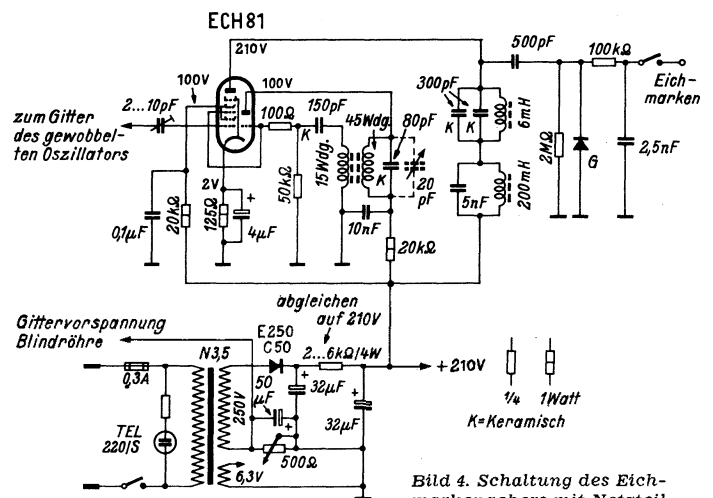 ECH81
210V
100V
2...10pF
zum Gitter
des gewobbel-
ten Oszillators
100V
100Ω
150pF
K
45Wdg.
15Wdg.
K
80pF
20
pF
300pF
K
K
6mH
500pF
100kΩ
Eich-
marken
2MΩ
G
2,5nF
5nF
200mH
2V
0,1µF
20kΩ
125Ω
+
4µF
50kΩ
10nF
20kΩ
Gittervorspannung
Blindröhre
abgleichen
auf 210V
E250
C50
2...6kΩ/4W
+210V
0,3A
N3,5
250V
50
µF
+
+
32µF
+
32µF
500Ω
TEL
220/S
6,3V
1/4
1Watt
K=Keramisch
Bild 4. Schaltung des Eich-
markengebers mit Netzteil